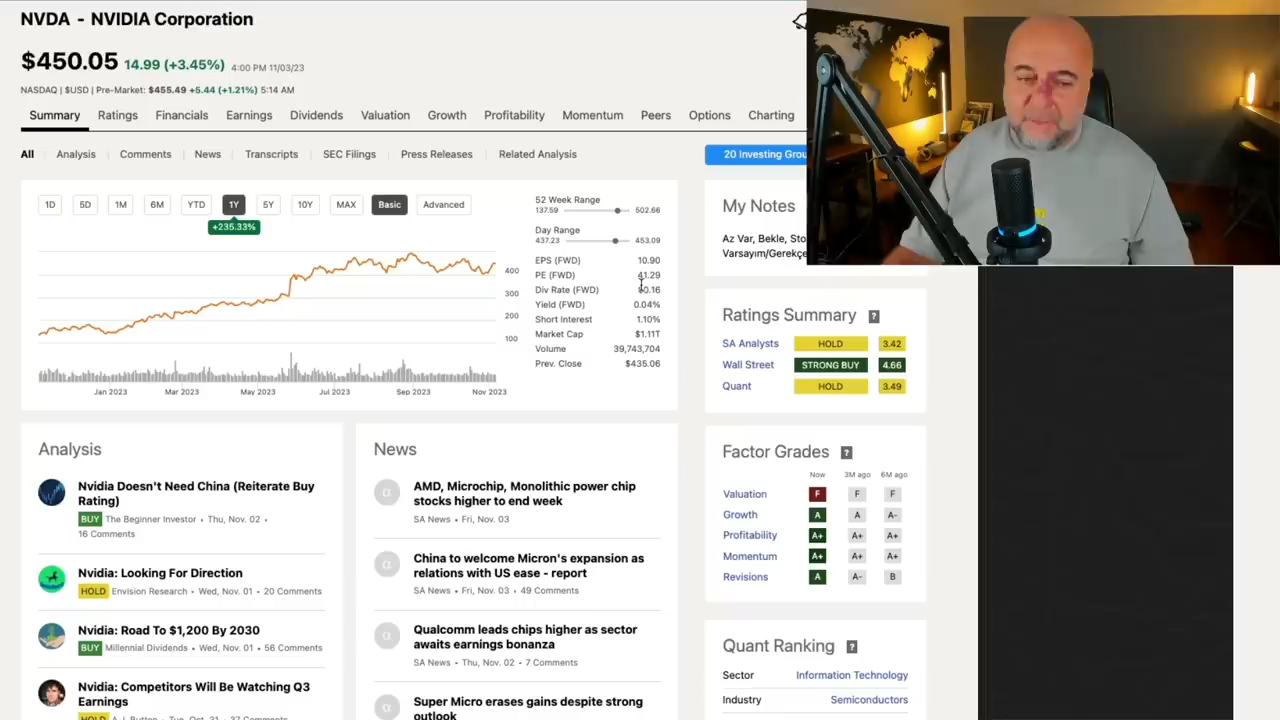 NVDA - NVIDIA Corporation
$450.05 14.99 (+3.45%) 4:00 PM 11/03/23
NASDAQ | $USD | Pre-Market: $455.49 +5.44 (+1.21%) 5:14 AM
Summary Ratings Financials Earnings Dividends Valuation Growth Profitability Momentum Peers Options Charting
All Analysis Comments News Transcripts SEC Filings Press Releases Related Analysis
20 Investing Grou
1D 5D 1M 6M YTD 1Y 5Y 10Y MAX Basic Advanced
+235.33%
400
300
200
100
Jan 2023 Mar 2023 May 2023 Jul 2023 Sep 2023 Nov 2023
52 Week Range
137.59 502.66
Day Range
437.23 453.09
EPS (FWD) 10.90
PE (FWD) 41.29
Div Rate (FWD) $0.16
Yield (FWD) 0.04%
Short Interest 1.10%
Market Cap $1.11T
Volume 39,743,704
Prev. Close $435.06
My Notes
Az Var, Bekle, Sto
Varsayım/Gerekçe
Ratings Summary ?
SA Analysts HOLD 3.42
Wall Street STRONG BUY 4.66
Quant HOLD 3.49
Factor Grades ?
Now 3M ago 6M ago
Valuation F F F
Growth A A A-
Profitability A+ A+ A+
Momentum A+ A+ A+
Revisions A A- B
Quant Ranking ?
Sector Information Technology
Industry Semiconductors
Analysis
Nvidia Doesn't Need China (Reiterate Buy
Rating)
BUY The Beginner Investor • Thu, Nov. 02 •
16 Comments
Nvidia: Looking For Direction
HOLD Envision Research • Wed, Nov. 01 • 20 Comments
Nvidia: Road To $1,200 By 2030
BUY Millennial Dividends • Wed, Nov. 01 • 56 Comments
Nvidia: Competitors Will Be Watching Q3
Earnings
HOLD A.J. Button • Tue, Oct. 31 • 37 Comments
News
AMD, Microchip, Monolithic power chip
stocks higher to end week
SA News • Fri, Nov. 03
China to welcome Micron's expansion as
relations with US ease - report
SA News • Fri, Nov. 03 • 49 Comments
Qualcomm leads chips higher as sector
awaits earnings bonanza
SA News • Thu, Nov. 02 • 7 Comments
Super Micro erases gains despite strong
outlook